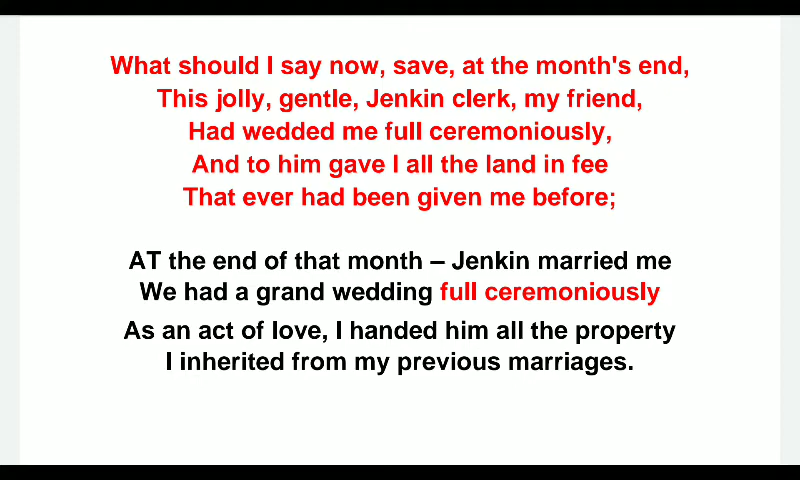 What should I say now, save, at the month's end,
This jolly, gentle, Jenkin clerk, my friend,
Had wedded me full ceremoniously,
And to him gave I all the land in fee
That ever had been given me before;
AT the end of that month – Jenkin married me
We had a grand wedding full ceremoniously
As an act of love, I handed him all the property
I inherited from my previous marriages.